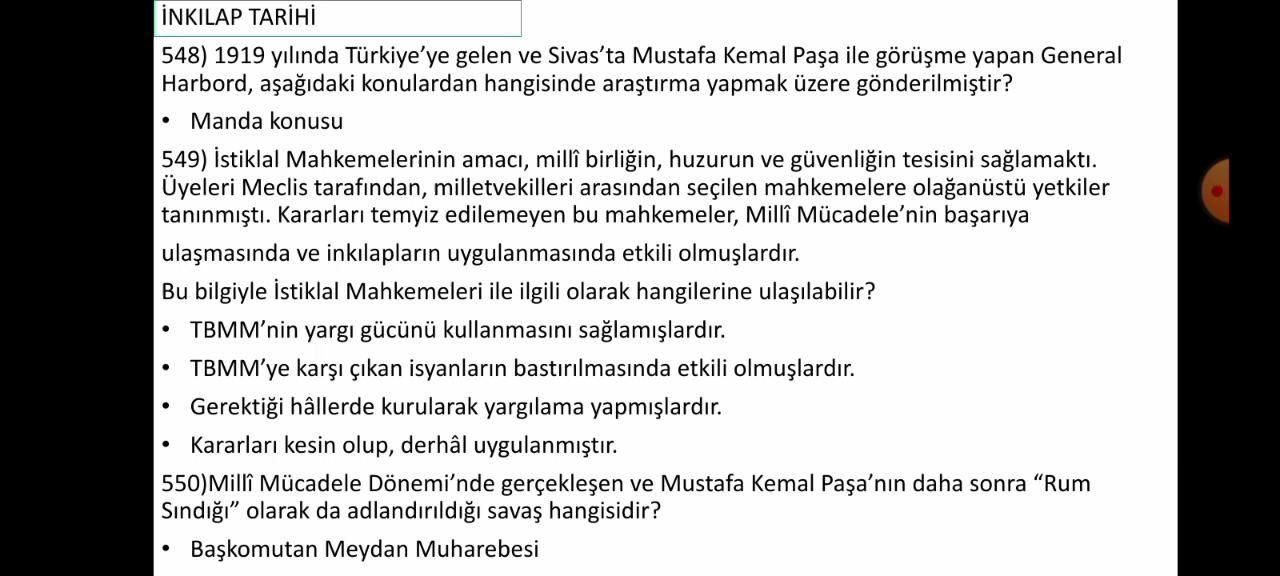 İNKILAP TARİHİ
548) 1919 yılında Türkiye’ye gelen ve Sivas’ta Mustafa Kemal Paşa ile görüşme yapan General
Harbord, aşağıdaki konulardan hangisinde araştırma yapmak üzere gönderilmiştir?
• Manda konusu
549) İstiklal Mahkemelerinin amacı, millî birliğin, huzurun ve güvenliğin tesisini sağlamaktı.
Üyeleri Meclis tarafından, milletvekilleri arasından seçilen mahkemelere olağanüstü yetkiler
tanınmıştı. Kararları temyiz edilemeyen bu mahkemeler, Millî Mücadele’nin başarıya
ulaşmasında ve inkılapların uygulanmasında etkili olmuşlardır.
Bu bilgiyle İstiklal Mahkemeleri ile ilgili olarak hangilerine ulaşılabilir?
• TBMM’nin yargı gücünü kullanmasını sağlamışlardır.
• TBMM’ye karşı çıkan isyanların bastırılmasında etkili olmuşlardır.
• Gerektiği hâllerde kurularak yargılama yapmışlardır.
• Kararları kesin olup, derhâl uygulanmıştır.
550)Millî Mücadele Dönemi’nde gerçekleşen ve Mustafa Kemal Paşa’nın daha sonra “Rum
Sındığı” olarak da adlandırıldığı savaş hangisidir?
• Başkomutan Meydan Muharebesi